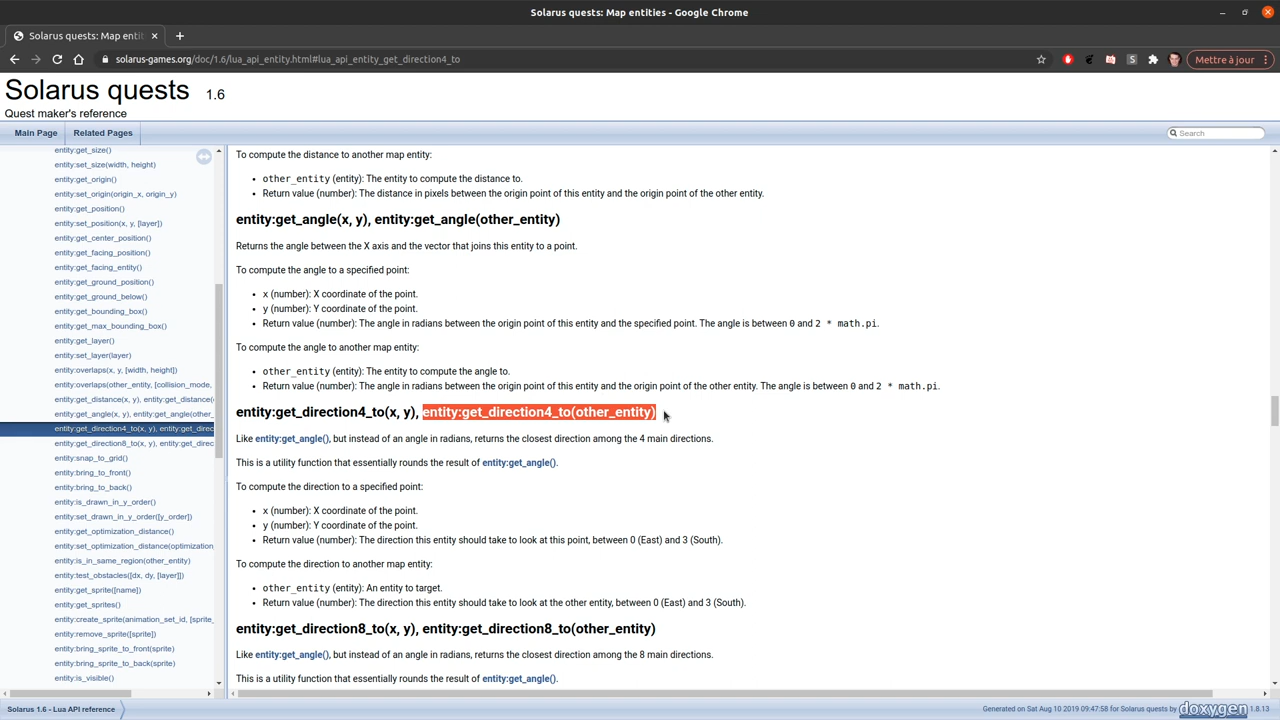 Solarus quests: Map entities - Google Chrome
Solarus quests: Map entit
solarus-games.org/doc/1.6/lua_api_entity.html#lua_api_entity_get_direction4_to
Mettre à jour
Solarus quests 1.6
Quest maker's reference
Main Page
Related Pages
Search
entity:get_size()
entity:set_size(width, height)
entity:get_origin()
entity:set_origin(origin_x, origin_y)
entity:get_position()
entity:set_position(x, y, [layer])
entity:get_center_position()
entity:get_facing_position()
entity:get_facing_entity()
entity:get_ground_position()
entity:get_ground_below()
entity:get_bounding_box()
entity:get_max_bounding_box()
entity:get_layer()
entity:set_layer(layer)
entity:overlaps(x, y, [width, height])
entity:overlaps(other_entity, [collision_mode,
entity:get_distance(x, y), entity:get_distance(
entity:get_angle(x, y), entity:get_angle(other_
entity:get_direction4_to(x, y), entity:get_direc
entity:get_direction8_to(x, y), entity:get_direc
entity:snap_to_grid()
entity:bring_to_front()
entity:bring_to_back()
entity:is_drawn_in_y_order()
entity:set_drawn_in_y_order([y_order])
entity:get_optimization_distance()
entity:set_optimization_distance(optimization_
entity:is_in_same_region(other_entity)
entity:test_obstacles([dx, dy, [layer]])
entity:get_sprite([name])
entity:get_sprites()
entity:create_sprite(animation_set_id, [sprite_
entity:remove_sprite([sprite])
entity:bring_sprite_to_front(sprite)
entity:bring_sprite_to_back(sprite)
entity:is_visible()
To compute the distance to another map entity:
• other_entity (entity): The entity to compute the distance to.
• Return value (number): The distance in pixels between the origin point of this entity and the origin point of the other entity.
entity:get_angle(x, y), entity:get_angle(other_entity)
Returns the angle between the X axis and the vector that joins this entity to a point.
To compute the angle to a specified point:
• x (number): X coordinate of the point.
• y (number): Y coordinate of the point.
• Return value (number): The angle in radians between the origin point of this entity and the specified point. The angle is between 0 and 2 * math.pi.
To compute the angle to another map entity:
• other_entity (entity): The entity to compute the angle to.
• Return value (number): The angle in radians between the origin point of this entity and the origin point of the other entity. The angle is between 0 and 2 * math.pi.
entity:get_direction4_to(x, y), entity:get_direction4_to(other_entity)
Like entity:get_angle(), but instead of an angle in radians, returns the closest direction among the 4 main directions.
This is a utility function that essentially rounds the result of entity:get_angle().
To compute the direction to a specified point:
• x (number): X coordinate of the point.
• y (number): Y coordinate of the point.
• Return value (number): The direction this entity should take to look at this point, between 0 (East) and 3 (South).
To compute the direction to another map entity:
• other_entity (entity): An entity to target.
• Return value (number): The direction this entity should take to look at the other entity, between 0 (East) and 3 (South).
entity:get_direction8_to(x, y), entity:get_direction8_to(other_entity)
Like entity:get_angle(), but instead of an angle in radians, returns the closest direction among the 8 main directions.
This is a utility function that essentially rounds the result of entity:get_angle().
Solarus 1.6 - Lua API reference
Generated on Sat Aug 10 2019 09:47:58 for Solarus quests by doxygen 1.8.13